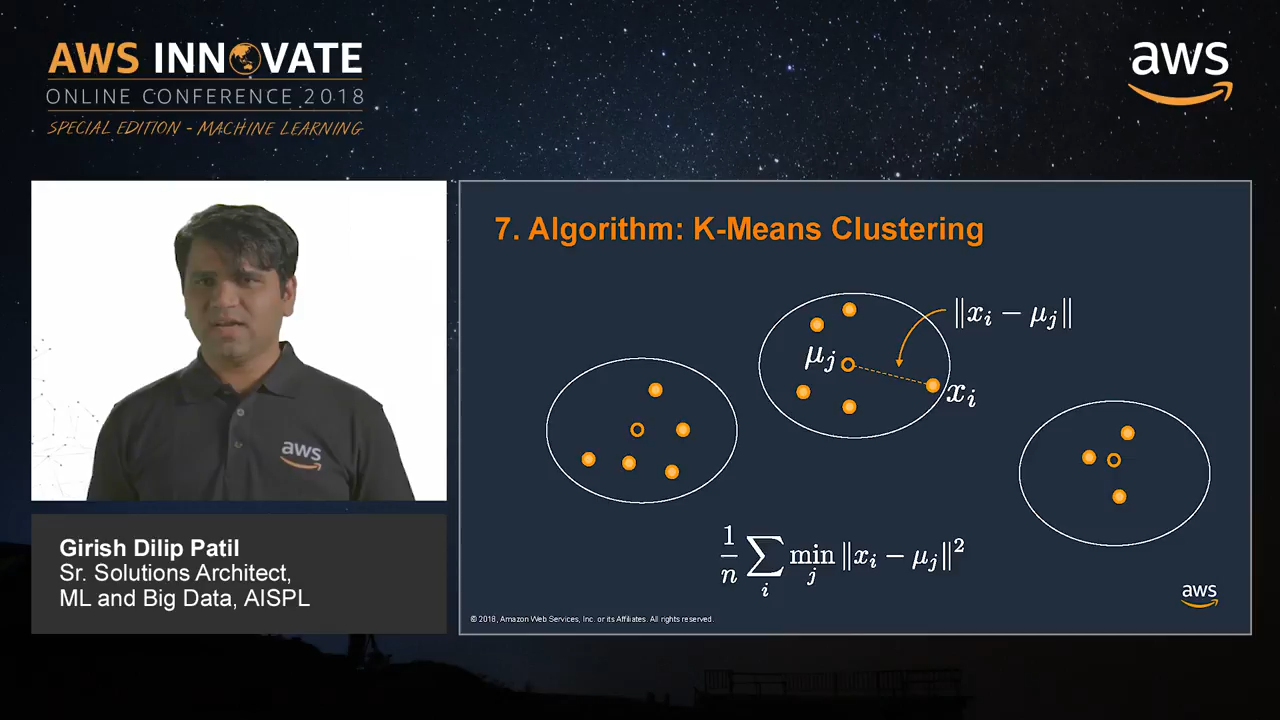 AWS INNOVATE
ONLINE CONFERENCE 2018
SPECIAL EDITION - MACHINE LEARNING
aws
aws
Girish Dilip Patil
Sr. Solutions Architect,
ML and Big Data, AISPL
7. Algorithm: K-Means Clustering
‖xᵢ − μⱼ‖
μⱼ
xᵢ
1/n ∑ᵢ minⱼ ‖xᵢ − μⱼ‖²
aws
© 2018, Amazon Web Services, Inc. or its Affiliates. All rights reserved.